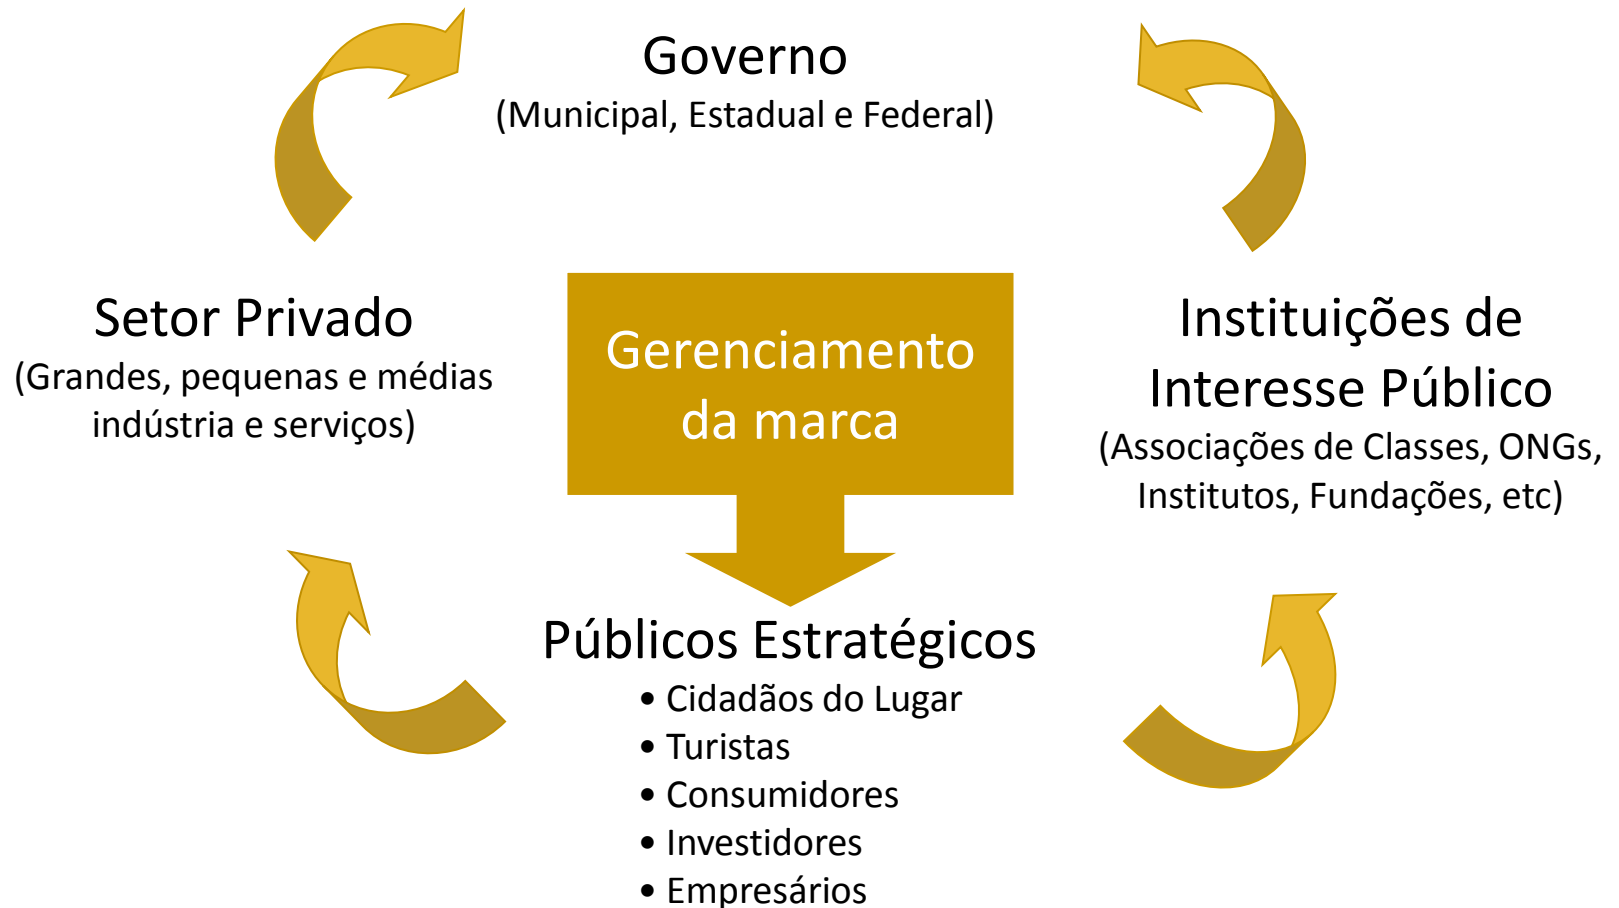 Governo
(Municipal, Estadual e Federal)
Setor Privado
(Grandes, pequenas e médias
indústria e serviços)
Gerenciamento
da marca
Instituições de
Interesse Público
(Associações de Classes, ONGs,
Institutos, Fundações, etc)
Públicos Estratégicos
• Cidadãos do Lugar
• Turistas
• Consumidores
• Investidores
• Empresários